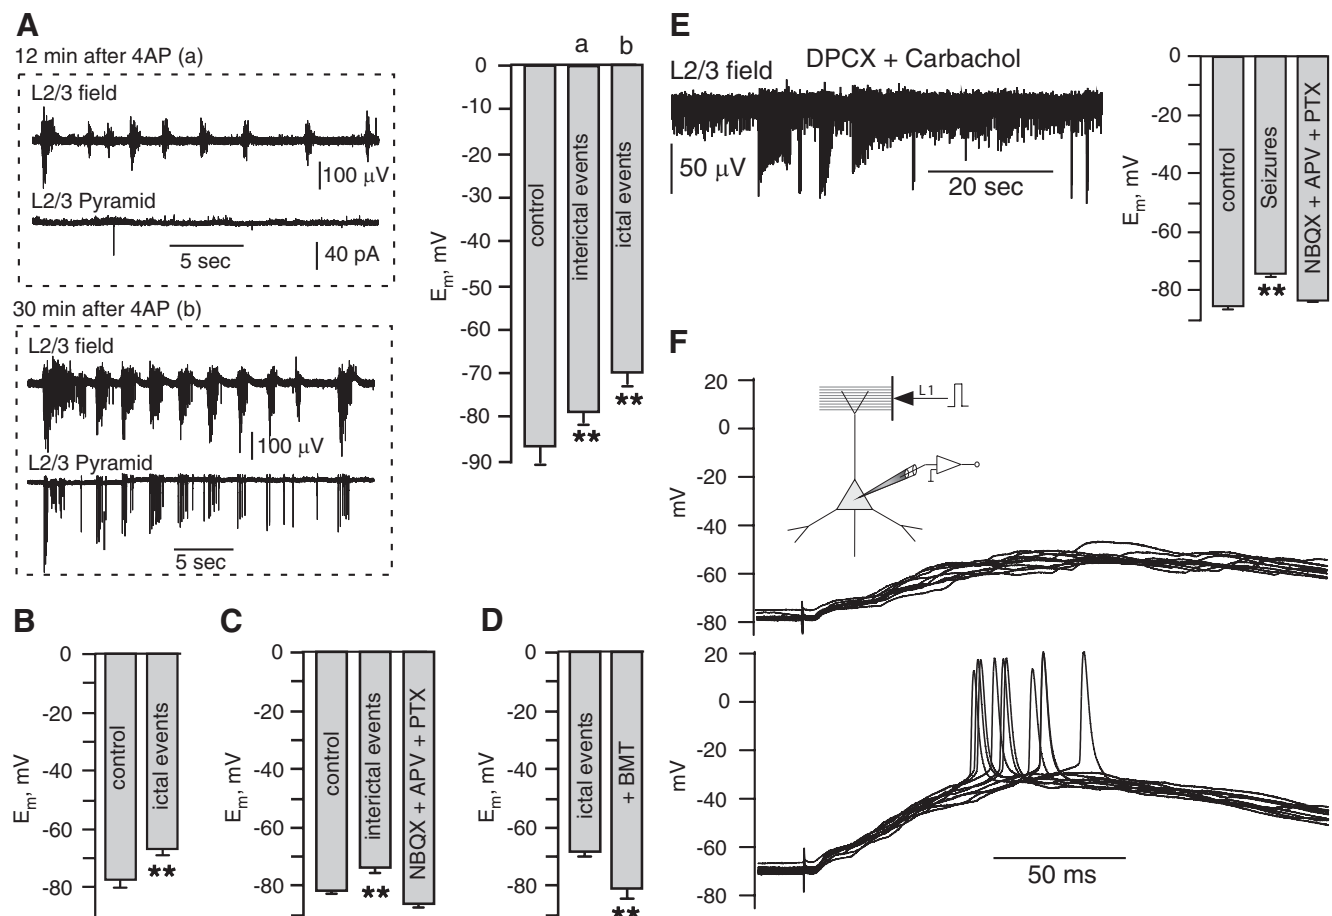 A
12 min after 4AP (a)
L2/3 field
100 μV
L2/3 Pyramid
5 sec
40 pA
30 min after 4AP (b)
L2/3 field
100 μV
L2/3 Pyramid
5 sec
a
b
0
-10
-20
-30
-40
-50
-60
-70
-80
-90
Em, mV
control
interictal events
ictal events
**
**
B
0
-20
-40
-60
-80
Em, mV
control
ictal events
**
C
0
-20
-40
-60
-80
Em, mV
control
interictal events
NBQX + APV + PTX
**
D
0
-20
-40
-60
-80
Em, mV
ictal events
+ BMT
**
E
DPCX + Carbachol
L2/3 field
50 μV
20 sec
0
-20
-40
-60
-80
Em, mV
control
Seizures
NBQX + APV + PTX
**
F
20
0
-20
-40
-60
-80
mV
L1
20
0
-20
-40
-60
-80
mV
50 ms